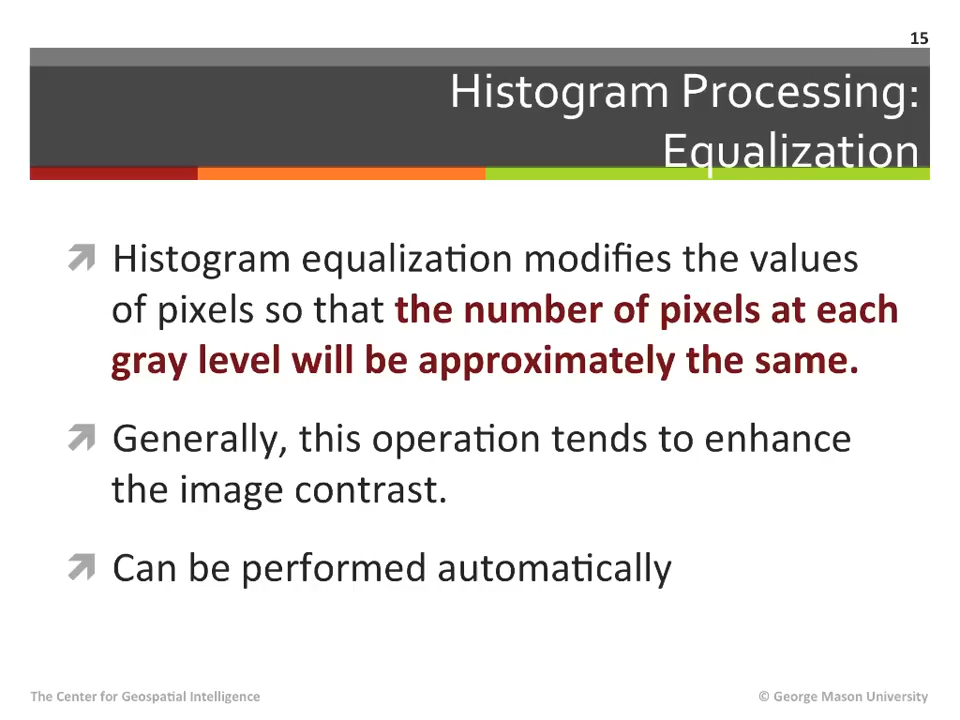 15
Histogram Processing:
Equalization
Histogram equalization modifies the values
of pixels so that the number of pixels at each
gray level will be approximately the same.
Generally, this operation tends to enhance
the image contrast.
Can be performed automatically
The Center for Geospatial Intelligence
© George Mason University